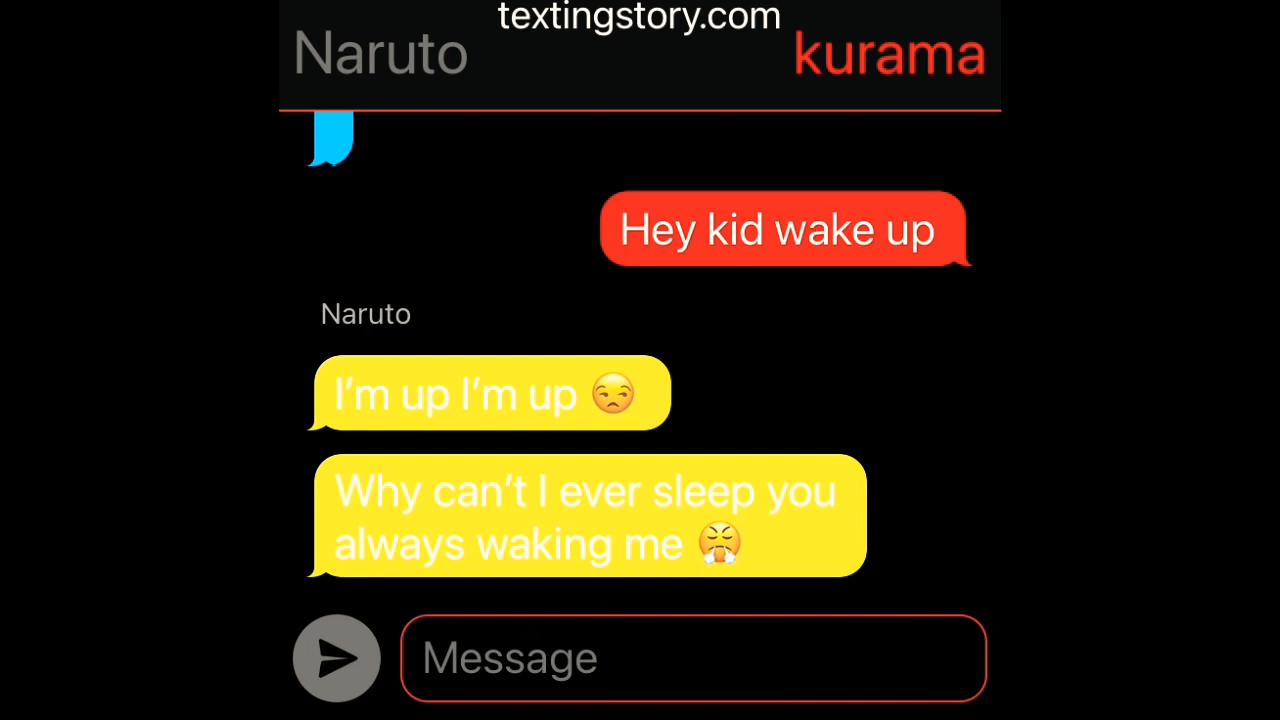 textingstory.com
Naruto
kurama
Hey kid wake up
Naruto
I'm up I'm up 😒
Why can't I ever sleep you
always waking me 😤
Message